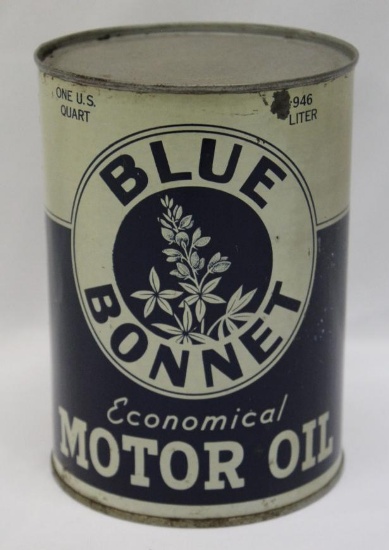 ONE U.S.
QUART
946
LITER
BLUE
BONNET
Economical
MOTOR OIL